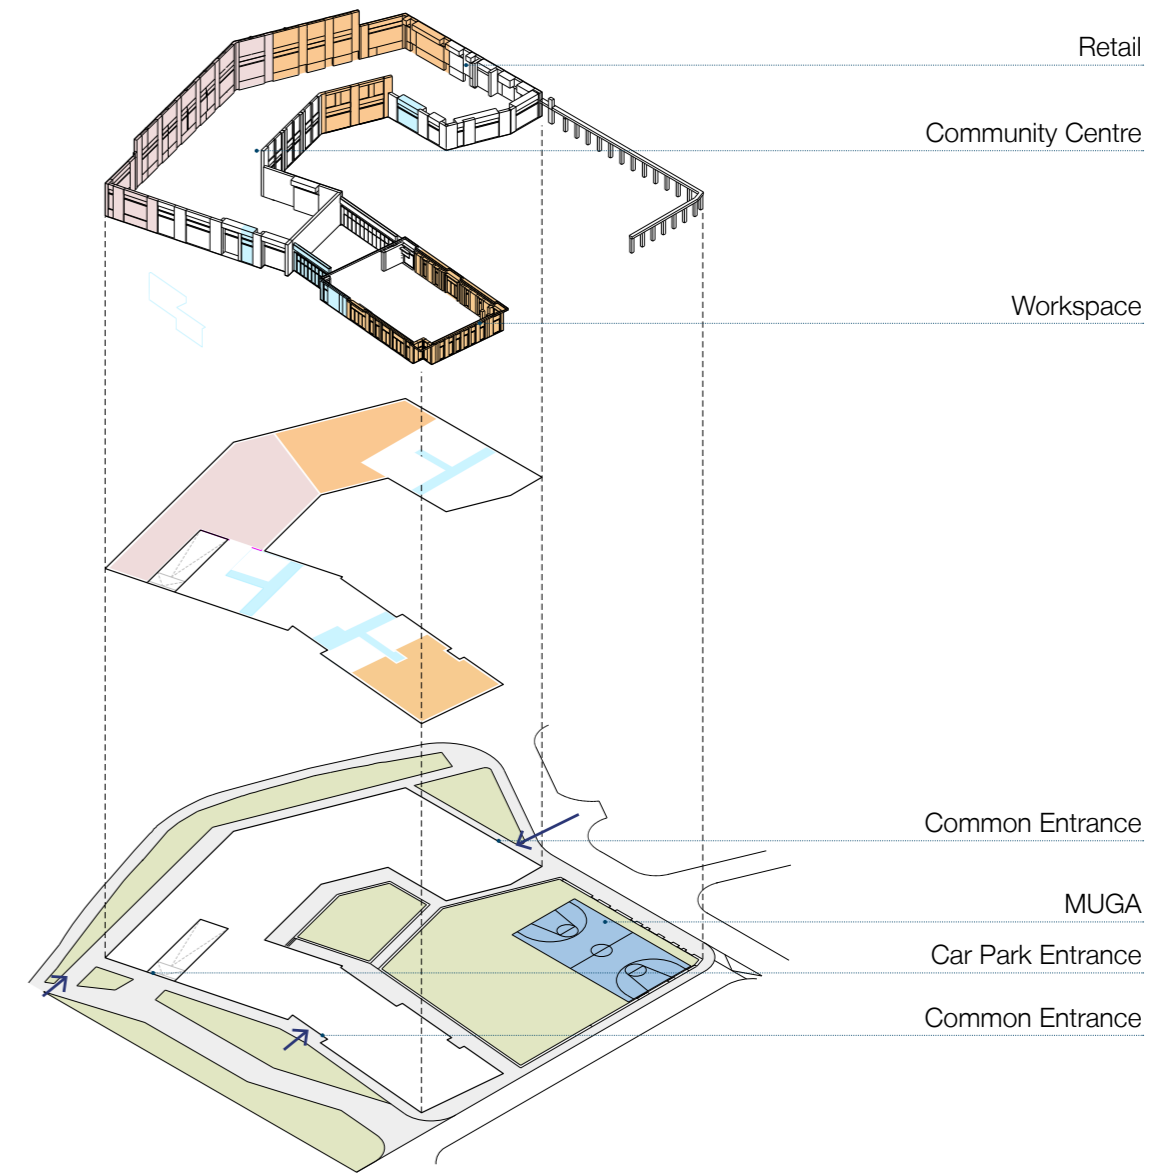 Retail
Community Centre
Workspace
Common Entrance
MUGA
Car Park Entrance
Common Entrance